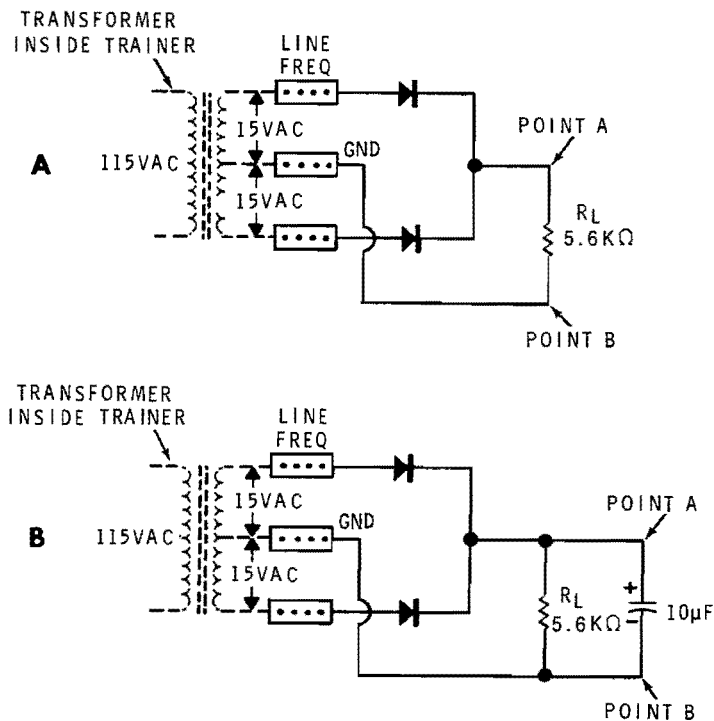 TRANSFORMER
INSIDE TRAINER
LINE
FREQ
15VAC
POINT A
A
115VAC
GND
15VAC
RL
5.6KΩ
POINT B
TRANSFORMER
INSIDE TRAINER
LINE
FREQ
15VAC
POINT A
B
115VAC
GND
15VAC
+
RL
5.6KΩ
10μF
−
POINT B